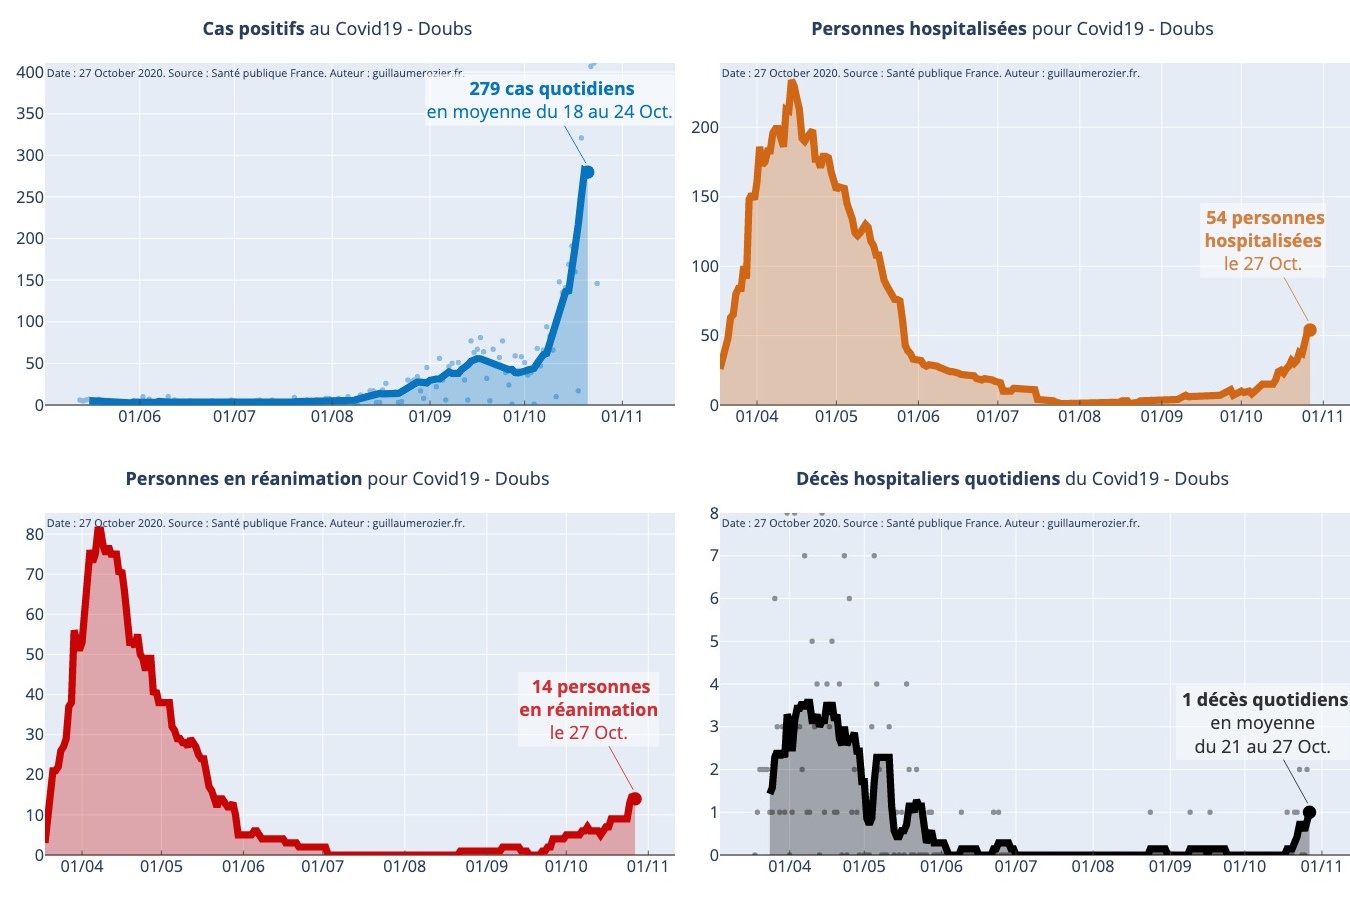 Cas positifs au Covid19 - Doubs
Date : 27 October 2020. Source : Santé publique France. Auteur : guillaumerozier.fr.
279 cas quotidiens
en moyenne du 18 au 24 Oct.
400
350
300
250
200
150
100
50
0
01/06 01/07 01/08 01/09 01/10 01/11
Personnes hospitalisées pour Covid19 - Doubs
Date : 27 October 2020. Source : Santé publique France. Auteur : guillaumerozier.fr.
54 personnes
hospitalisées
le 27 Oct.
200
150
100
50
0
01/04 01/05 01/06 01/07 01/08 01/09 01/10 01/11
Personnes en réanimation pour Covid19 - Doubs
Date : 27 October 2020. Source : Santé publique France. Auteur : guillaumerozier.fr.
14 personnes
en réanimation
le 27 Oct.
80
70
60
50
40
30
20
10
0
01/04 01/05 01/06 01/07 01/08 01/09 01/10 01/11
Décès hospitaliers quotidiens du Covid19 - Doubs
Date : 27 October 2020. Source : Santé publique France. Auteur : guillaumerozier.fr.
1 décès quotidiens
en moyenne
du 21 au 27 Oct.
8
7
6
5
4
3
2
1
0
01/04 01/05 01/06 01/07 01/08 01/09 01/10 01/11